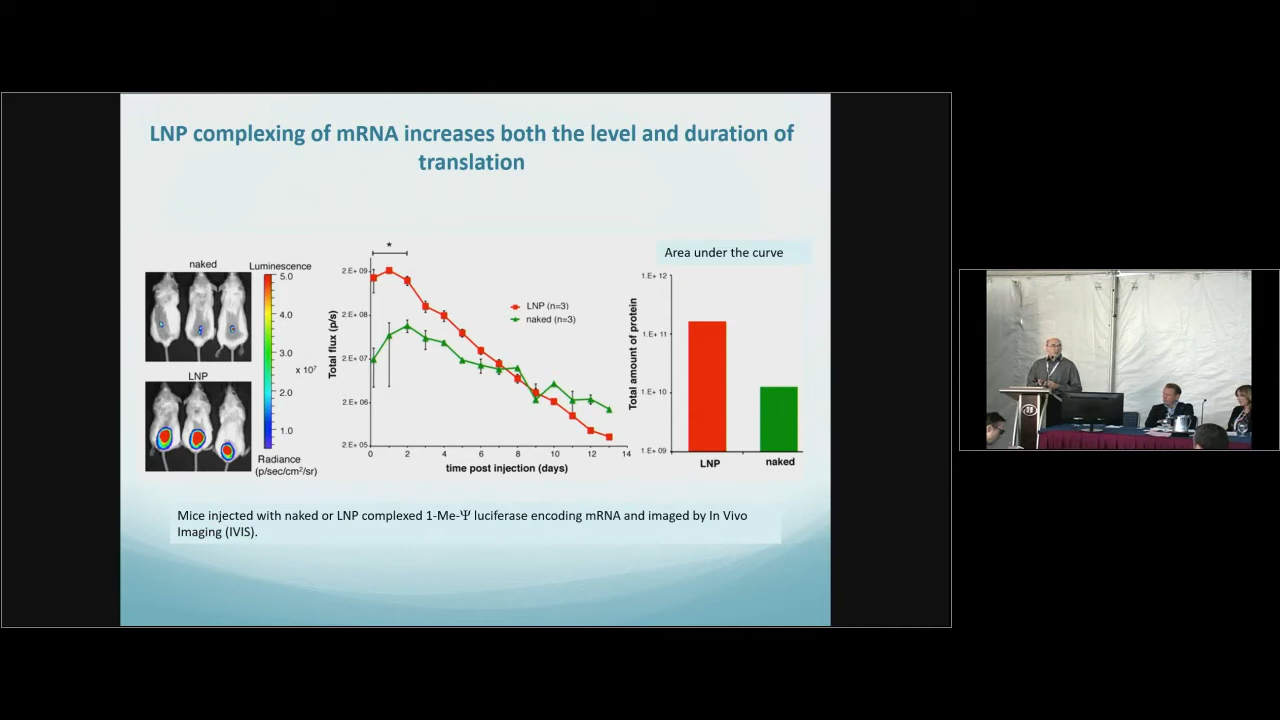 LNP complexing of mRNA increases both the level and duration of
translation
naked
Luminescence
5.0
4.0
3.0
x 10⁷
2.0
1.0
Radiance
(p/sec/cm²/sr)
LNP
*
Total flux (p/s)
2.E+ 09
2.E+ 08
2.E+ 07
2.E+ 06
2.E+ 05
0 2 4 6 8 10 12 14
time post injection (days)
LNP (n=3)
naked (n=3)
Area under the curve
Total amount of protein
1.E+ 12
1.E+ 11
1.E+ 10
1.E+ 09
LNP naked
Mice injected with naked or LNP complexed 1-Me-Ψ luciferase encoding mRNA and imaged by In Vivo
Imaging (IVIS).